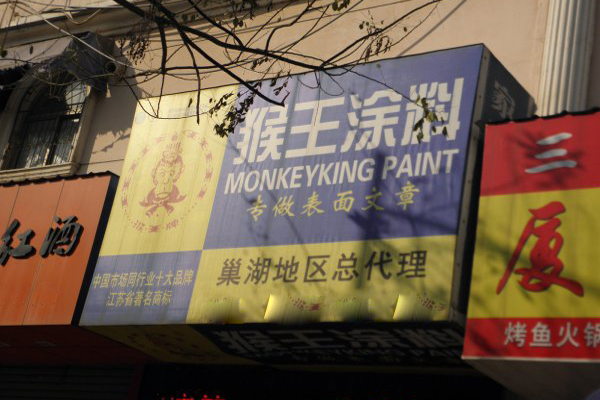 红酒
猴王涂料
MONKEYKING PAINT
专做表面文章
中国市场同行业十大品牌
江苏省著名商标
巢湖地区总代理
三
厦
烤鱼火锅